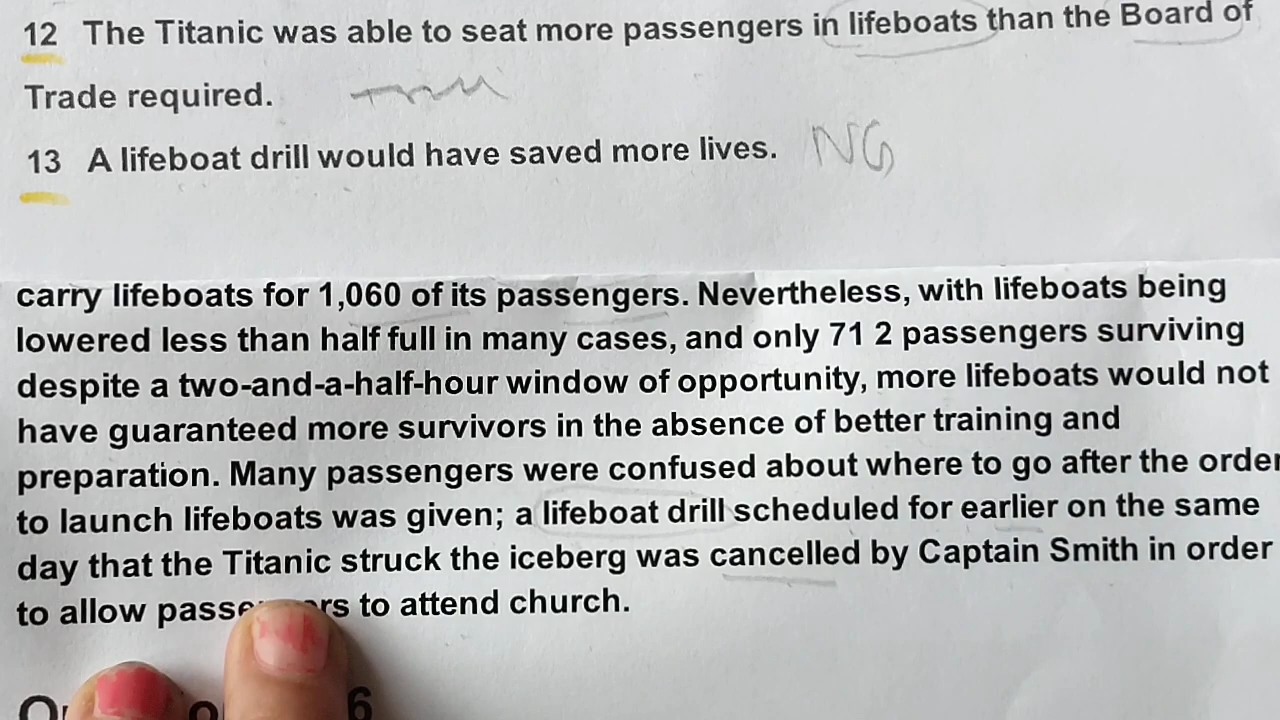 12 The Titanic was able to seat more passengers in lifeboats than the Board of
Trade required.
13 A lifeboat drill would have saved more lives. NG
carry lifeboats for 1,060 of its passengers. Nevertheless, with lifeboats being
lowered less than half full in many cases, and only 71 2 passengers surviving
despite a two-and-a-half-hour window of opportunity, more lifeboats would not
have guaranteed more survivors in the absence of better training and
preparation. Many passengers were confused about where to go after the order
to launch lifeboats was given; a lifeboat drill scheduled for earlier on the same
day that the Titanic struck the iceberg was cancelled by Captain Smith in order
to allow to attend church.